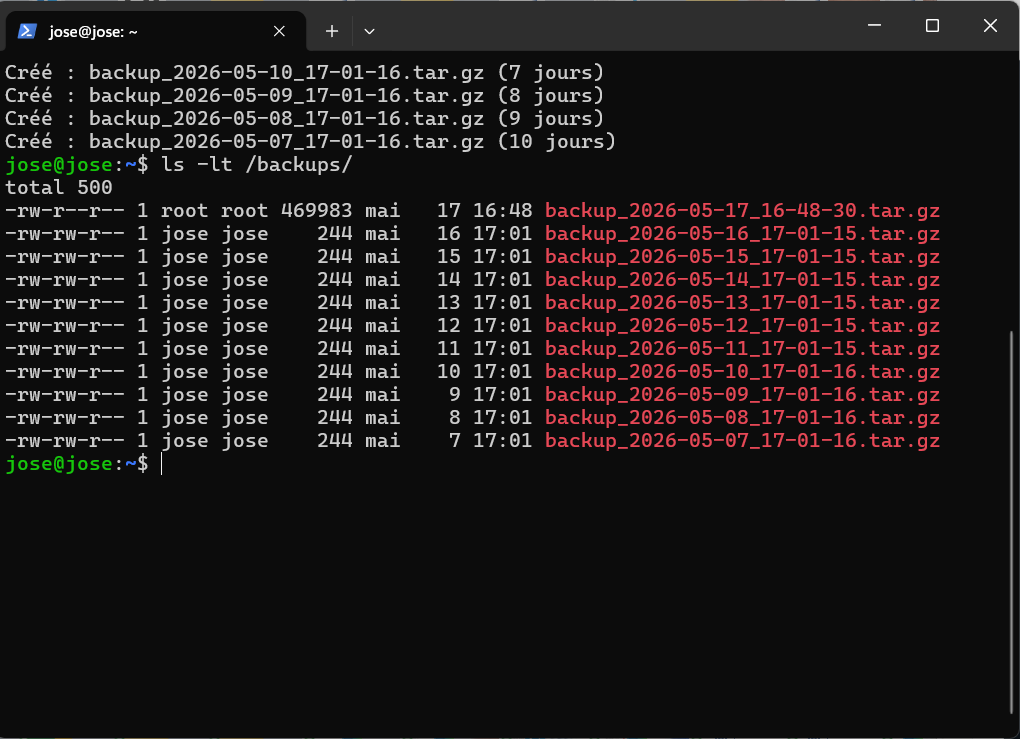 jose@jose: ~
Créé : backup_2026-05-10_17-01-16.tar.gz (7 jours)
Créé : backup_2026-05-09_17-01-16.tar.gz (8 jours)
Créé : backup_2026-05-08_17-01-16.tar.gz (9 jours)
Créé : backup_2026-05-07_17-01-16.tar.gz (10 jours)
jose@jose:~$ ls -lt /backups/
total 500
-rw-r--r-- 1 root root 469983 mai   17 16:48 backup_2026-05-17_16-48-30.tar.gz
-rw-rw-r-- 1 jose jose    244 mai   16 17:01 backup_2026-05-16_17-01-15.tar.gz
-rw-rw-r-- 1 jose jose    244 mai   15 17:01 backup_2026-05-15_17-01-15.tar.gz
-rw-rw-r-- 1 jose jose    244 mai   14 17:01 backup_2026-05-14_17-01-15.tar.gz
-rw-rw-r-- 1 jose jose    244 mai   13 17:01 backup_2026-05-13_17-01-15.tar.gz
-rw-rw-r-- 1 jose jose    244 mai   12 17:01 backup_2026-05-12_17-01-15.tar.gz
-rw-rw-r-- 1 jose jose    244 mai   11 17:01 backup_2026-05-11_17-01-15.tar.gz
-rw-rw-r-- 1 jose jose    244 mai   10 17:01 backup_2026-05-10_17-01-16.tar.gz
-rw-rw-r-- 1 jose jose    244 mai    9 17:01 backup_2026-05-09_17-01-16.tar.gz
-rw-rw-r-- 1 jose jose    244 mai    8 17:01 backup_2026-05-08_17-01-16.tar.gz
-rw-rw-r-- 1 jose jose    244 mai    7 17:01 backup_2026-05-07_17-01-16.tar.gz
jose@jose:~$